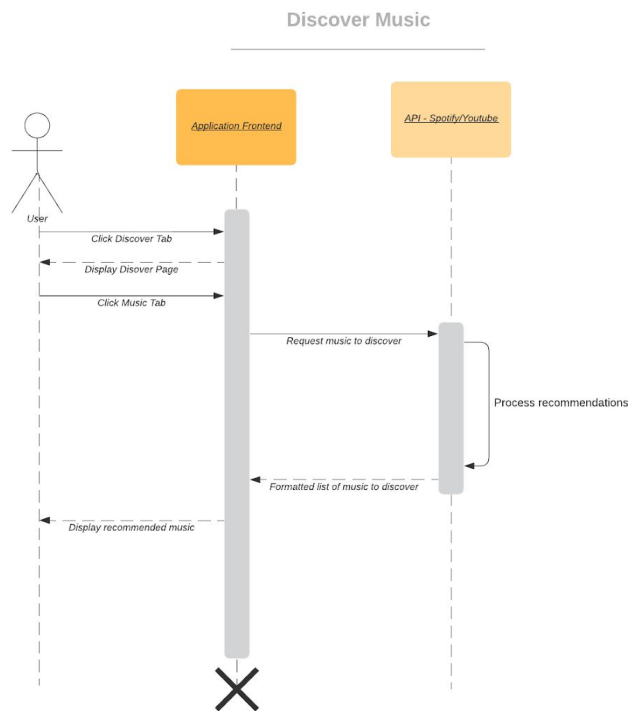 Discover Music
Application Frontend
API - Spotify/Youtube
User
Click Discover Tab
Display Disover Page
Click Music Tab
Request music to discover
Process recommendations
Formatted list of music to discover
Display recommended music